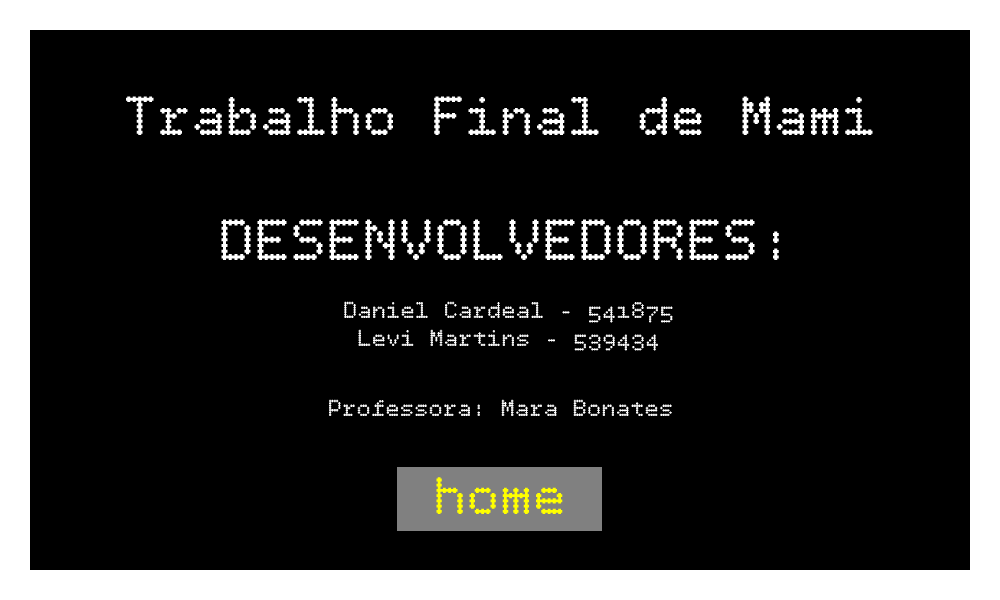 Trabalho Final de Mami
DESENVOLVEDORES:
Daniel Cardeal - 541875
Levi Martins - 539434
Professora: Mara Bonates
home